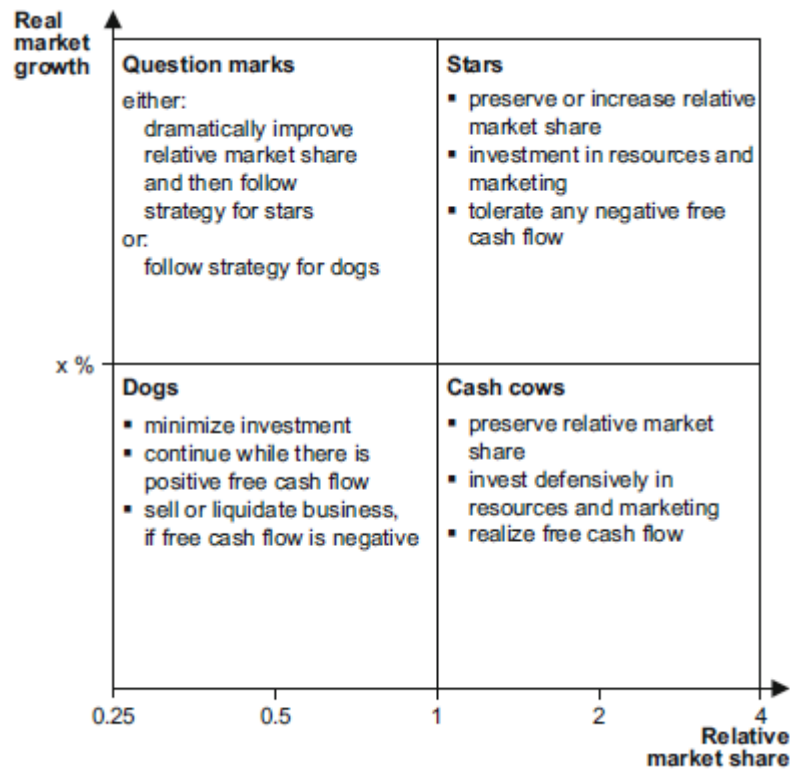 Real
market
growth
Question marks
either:
dramatically improve
relative market share
and then follow
strategy for stars
or:
follow strategy for dogs
Stars
▪ preserve or increase relative
market share
▪ investment in resources and
marketing
▪ tolerate any negative free
cash flow
x %
Dogs
▪ minimize investment
▪ continue while there is
positive free cash flow
▪ sell or liquidate business,
if free cash flow is negative
Cash cows
▪ preserve relative market
share
▪ invest defensively in
resources and marketing
▪ realize free cash flow
0.25
0.5
1
2
4
Relative
market share